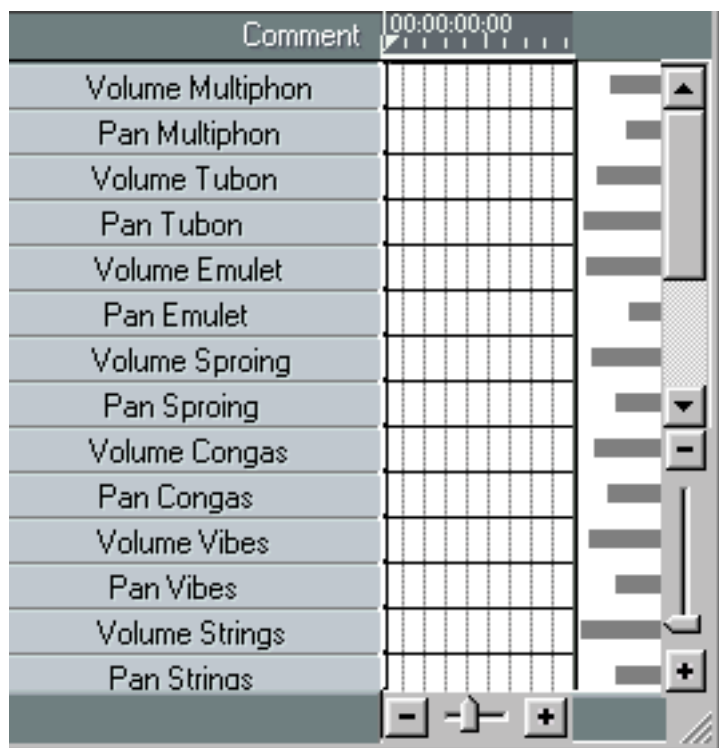 Comment 00:00:00:00
Volume Multiphon
Pan Multiphon
Volume Tubon
Pan Tubon
Volume Emulet
Pan Emulet
Volume Sproing
Pan Sproing
Volume Congas
Pan Congas
Volume Vibes
Pan Vibes
Volume Strings
Pan Strings